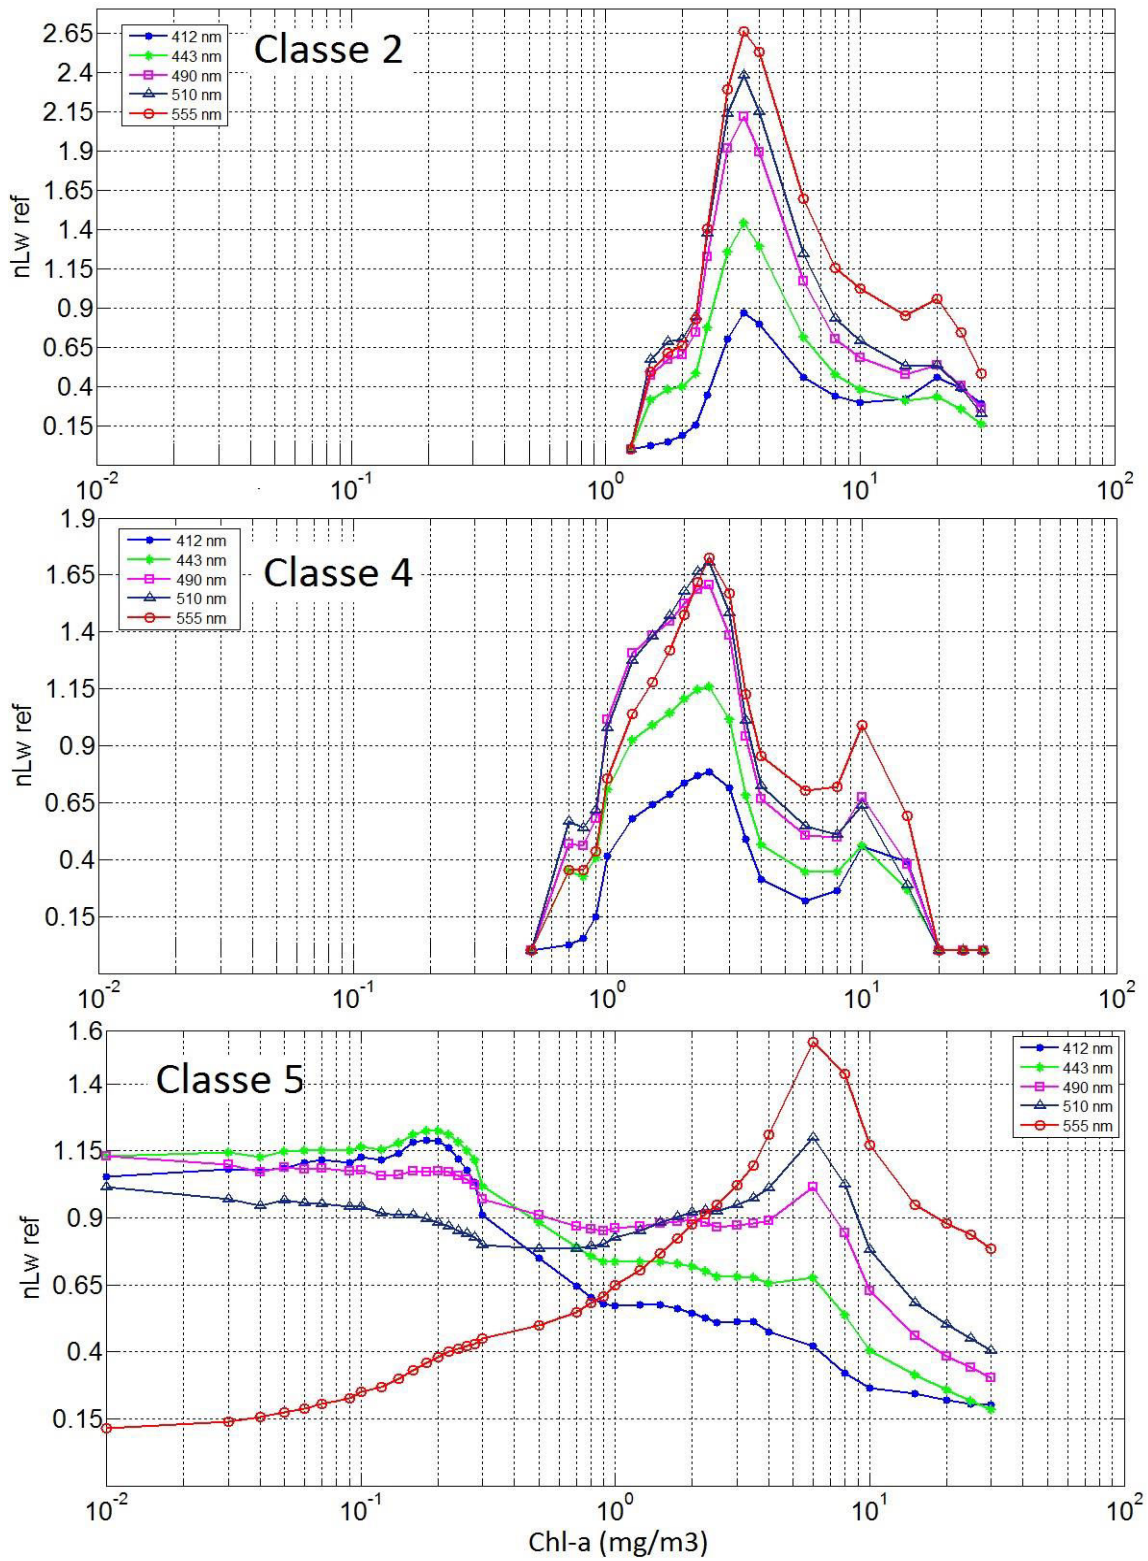 Classe 2
412 nm
443 nm
490 nm
510 nm
555 nm
nLw ref
2.65
2.4
2.15
1.9
1.65
1.4
1.15
0.9
0.65
0.4
0.15
10⁻² 10⁻¹ 10⁰ 10¹ 10²
Classe 4
412 nm
443 nm
490 nm
510 nm
555 nm
nLw ref
1.9
1.65
1.4
1.15
0.9
0.65
0.4
0.15
10⁻² 10⁻¹ 10⁰ 10¹ 10²
Classe 5
412 nm
443 nm
490 nm
510 nm
555 nm
nLw ref
1.6
1.4
1.15
0.9
0.65
0.4
0.15
10⁻² 10⁻¹ 10⁰ 10¹ 10²
Chl-a (mg/m3)